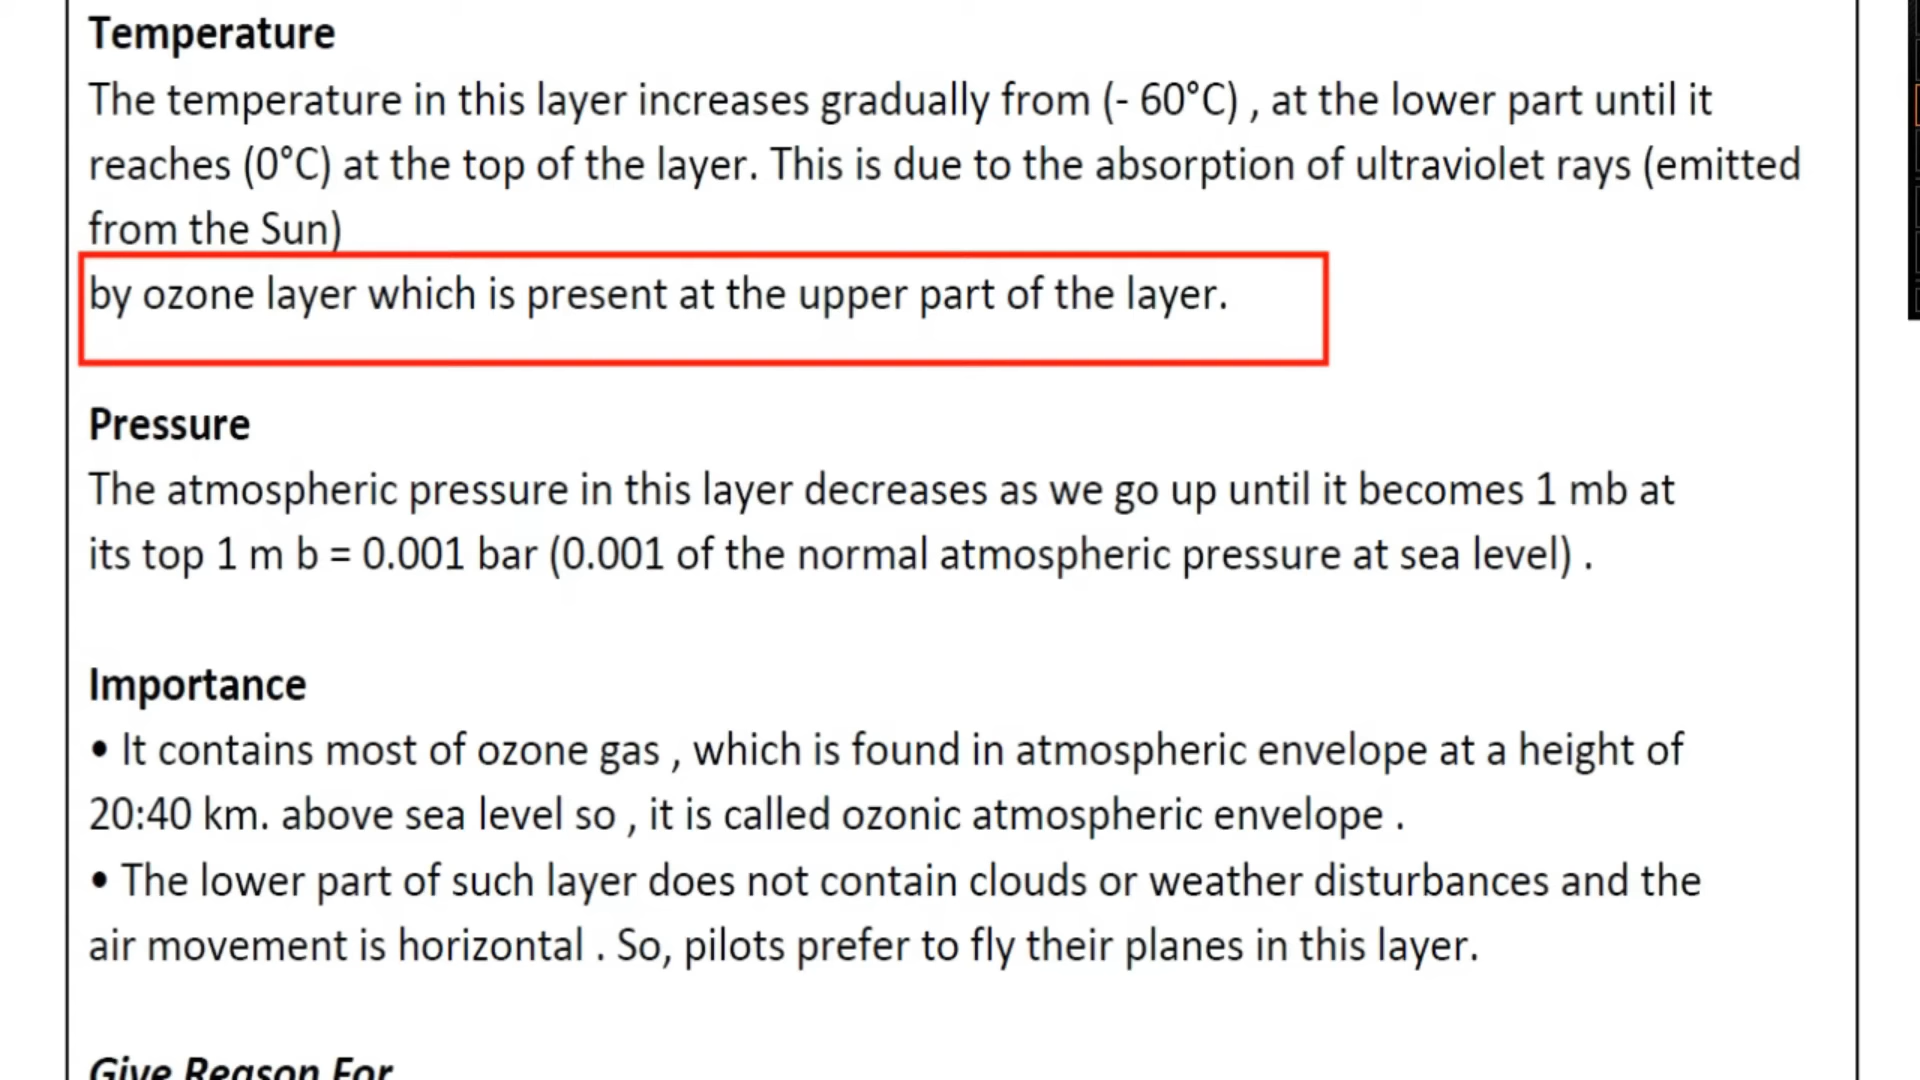 Temperature
The temperature in this layer increases gradually from (- 60°C) , at the lower part until it
reaches (0°C) at the top of the layer. This is due to the absorption of ultraviolet rays (emitted
from the Sun)
by ozone layer which is present at the upper part of the layer.
Pressure
The atmospheric pressure in this layer decreases as we go up until it becomes 1 mb at
its top 1 m b = 0.001 bar (0.001 of the normal atmospheric pressure at sea level) .
Importance
• It contains most of ozone gas , which is found in atmospheric envelope at a height of
20:40 km. above sea level so , it is called ozonic atmospheric envelope .
• The lower part of such layer does not contain clouds or weather disturbances and the
air movement is horizontal . So, pilots prefer to fly their planes in this layer.
Give Reason For